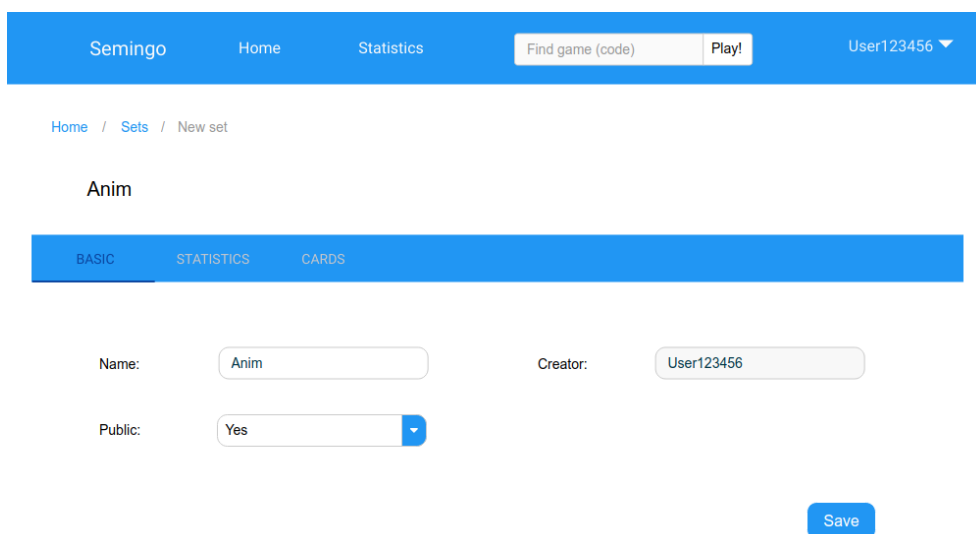 Semingo Home Statistics Find game (code) Play! User123456
Home / Sets / New set
Anim
BASIC STATISTICS CARDS
Name: Anim Creator: User123456
Public: Yes
Save